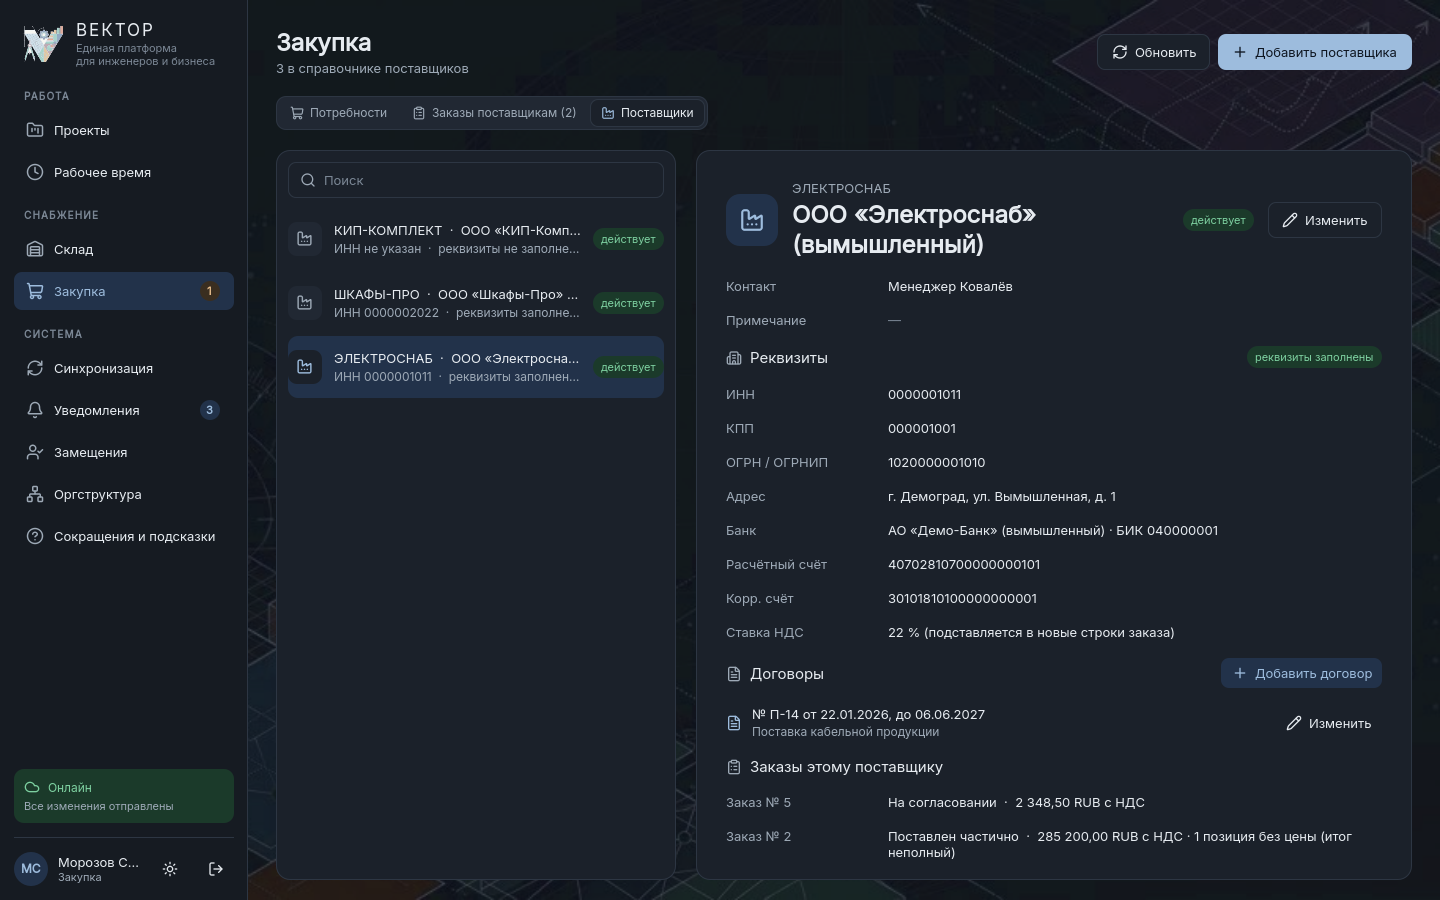 ВЕКТОР
Единая платформа
для инженеров и бизнеса
РАБОТА
Проекты
Рабочее время
СНАБЖЕНИЕ
Склад
Закупка 1
СИСТЕМА
Синхронизация
Уведомления 3
Замещения
Оргструктура
Сокращения и подсказки
Онлайн
Все изменения отправлены
МС Морозов С...
Закупка
Закупка
3 в справочнике поставщиков
Обновить
Добавить поставщика
Потребности
Заказы поставщикам (2)
Поставщики
Поиск
КИП-КОМПЛЕКТ · ООО «КИП-Комп... действует
ИНН не указан · реквизиты не заполне...
ШКАФЫ-ПРО · ООО «Шкафы-Про» ... действует
ИНН 0000002022 · реквизиты заполне...
ЭЛЕКТРОСНАБ · ООО «Электросна... действует
ИНН 0000001011 · реквизиты заполнен...
ЭЛЕКТРОСНАБ
ООО «Электроснаб»
(вымышленный)
действует
Изменить
Контакт Менеджер Ковалёв
Примечание —
Реквизиты реквизиты заполнены
ИНН 0000001011
КПП 000001001
ОГРН / ОГРНИП 1020000001010
Адрес г. Демоград, ул. Вымышленная, д. 1
Банк АО «Демо-Банк» (вымышленный) · БИК 040000001
Расчётный счёт 40702810700000000101
Корр. счёт 30101810100000000001
Ставка НДС 22 % (подставляется в новые строки заказа)
Договоры Добавить договор
№ П-14 от 22.01.2026, до 06.06.2027 Изменить
Поставка кабельной продукции
Заказы этому поставщику
Заказ № 5 На согласовании · 2 348,50 RUB с НДС
Заказ № 2 Поставлен частично · 285 200,00 RUB с НДС · 1 позиция без цены (итог
неполный)